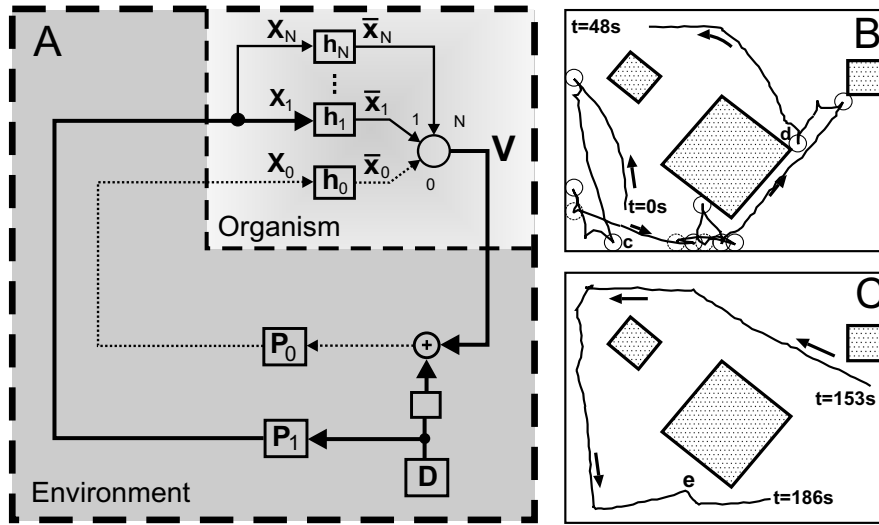 A
X_N
h_N
x̄_N
X_1
h_1
x̄_1
1
N
X_0
h_0
x̄_0
0
V
Organism
P_0
+
P_1
D
Environment
B
t=48s
d
t=0s
c
C
t=153s
e
t=186s